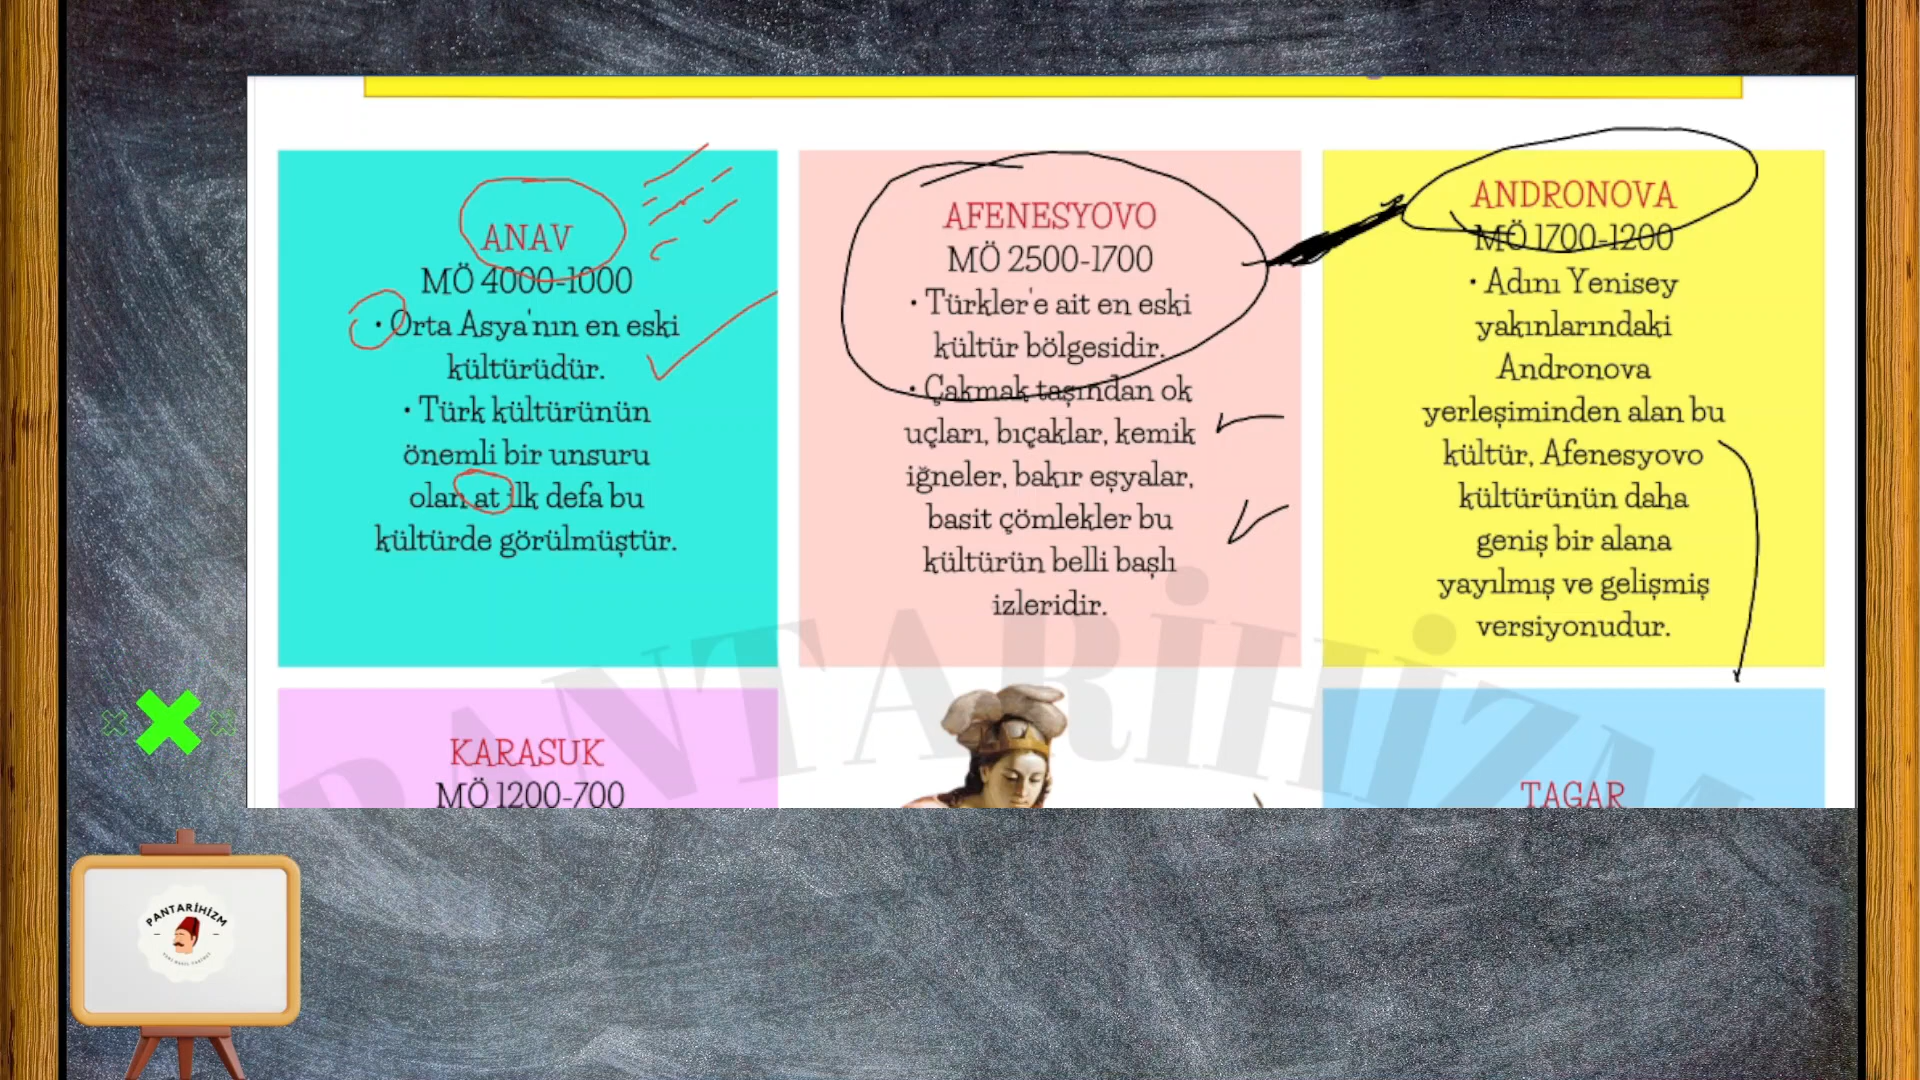 ANAV
MÖ 4000-1000
• Orta Asya'nın en eski
kültürüdür.
• Türk kültürünün
önemli bir unsuru
olan at ilk defa bu
kültürde görülmüştür.
AFENESYOVO
MÖ 2500-1700
• Türkler'e ait en eski
kültür bölgesidir.
• Çakmak taşından ok
uçları, bıçaklar, kemik
iğneler, bakır eşyalar,
basit çömlekler bu
kültürün belli başlı
izleridir.
ANDRONOVA
MÖ 1700-1200
• Adını Yenisey
yakınlarındaki
Andronova
yerleşiminden alan bu
kültür, Afenesyovo
kültürünün daha
geniş bir alana
yayılmış ve gelişmiş
versiyonudur.
KARASUK
MÖ 1200-700
TAGAR
PANTARİHİZM
PANTARİHİZM